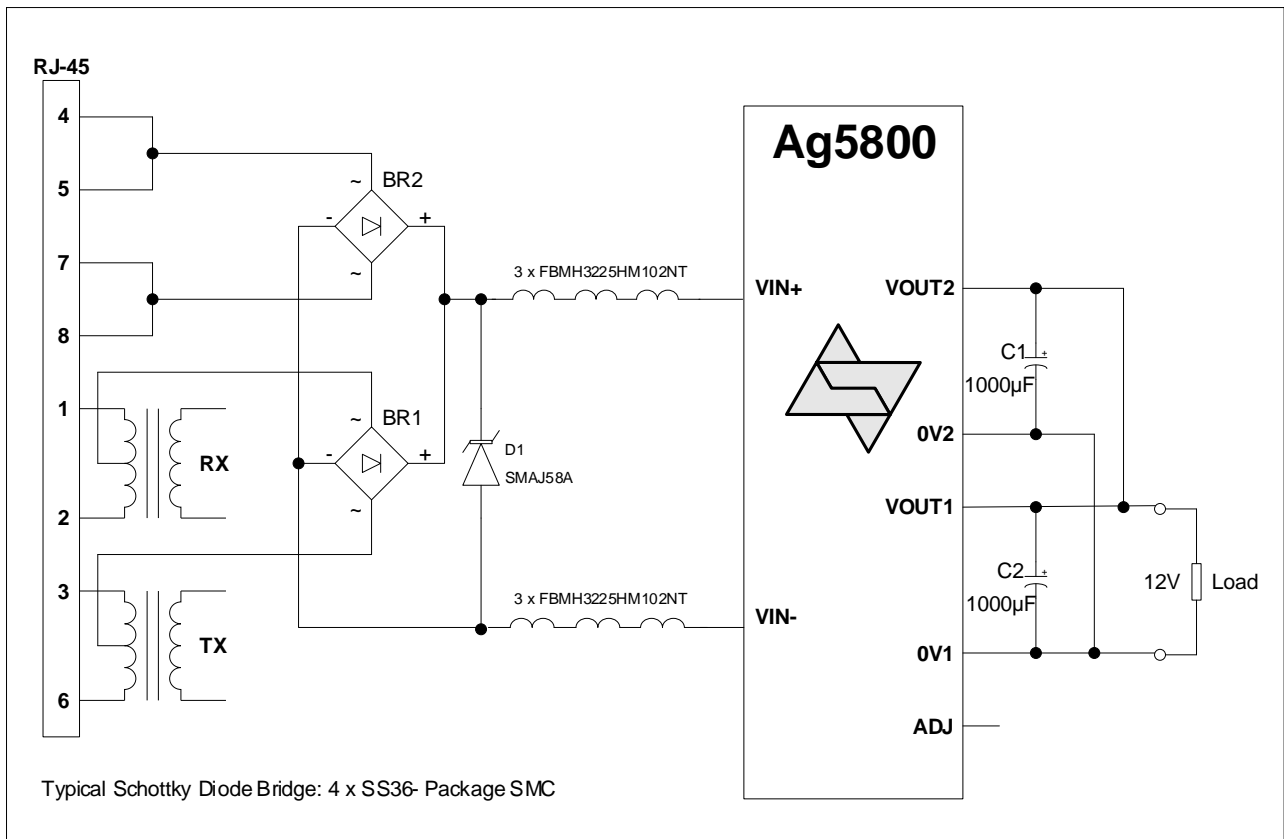 RJ-45
4
5
7
8
1
2
3
6
RX
TX
~
BR2
-
+
~
~
BR1
-
+
~
3 x FBMH3225HM102NT
D1
SMAJ58A
3 x FBMH3225HM102NT
Ag5800
VIN+
VIN-
VOUT2
0V2
VOUT1
0V1
ADJ
C1
+
1000µF
C2
+
1000µF
12V
Load
Typical Schottky Diode Bridge: 4 x SS36- Package SMC